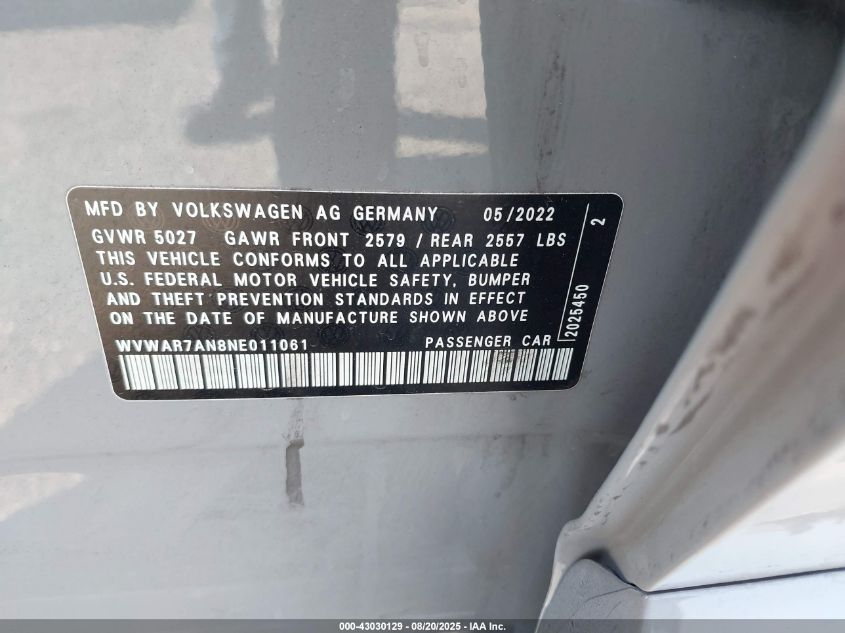 MFD BY VOLKSWAGEN AG GERMANY 05/2022
GVWR 5027 GAWR FRONT 2579 / REAR 2557 LBS
THIS VEHICLE CONFORMS TO ALL APPLICABLE
U.S. FEDERAL MOTOR VEHICLE SAFETY, BUMPER
AND THEFT PREVENTION STANDARDS IN EFFECT
ON THE DATE OF MANUFACTURE SHOWN ABOVE
WVWAR7AN8NE011061 PASSENGER CAR
2025450 2
000-43030129 - 08/20/2025 - IAA Inc.